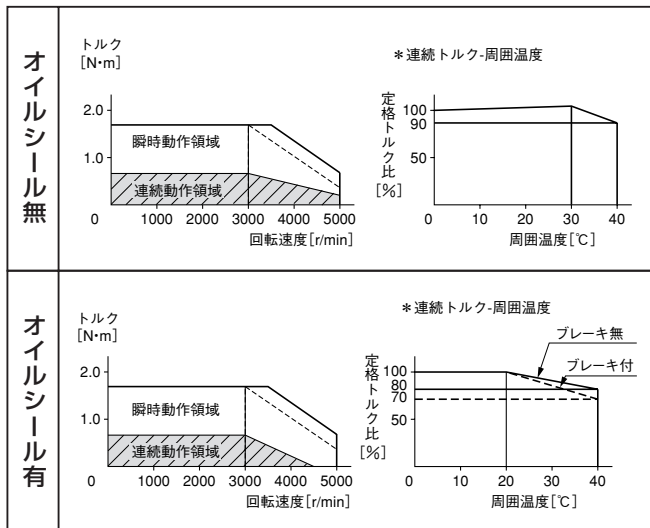 オイルシール無
トルク
[N・m]
2.0
1.0
0
瞬時動作領域
連続動作領域
1000 2000 3000 4000 5000
回転速度[r/min]
*連続トルク-周囲温度
定格トルク比
[%]
100
90
50
0
10 20 30 40
周囲温度[℃]
オイルシール有
トルク
[N・m]
2.0
1.0
0
瞬時動作領域
連続動作領域
1000 2000 3000 4000 5000
回転速度[r/min]
*連続トルク-周囲温度
ブレーキ無
ブレーキ付
定格トルク比
[%]
100
80
70
50
0
10 20 30 40
周囲温度[℃]